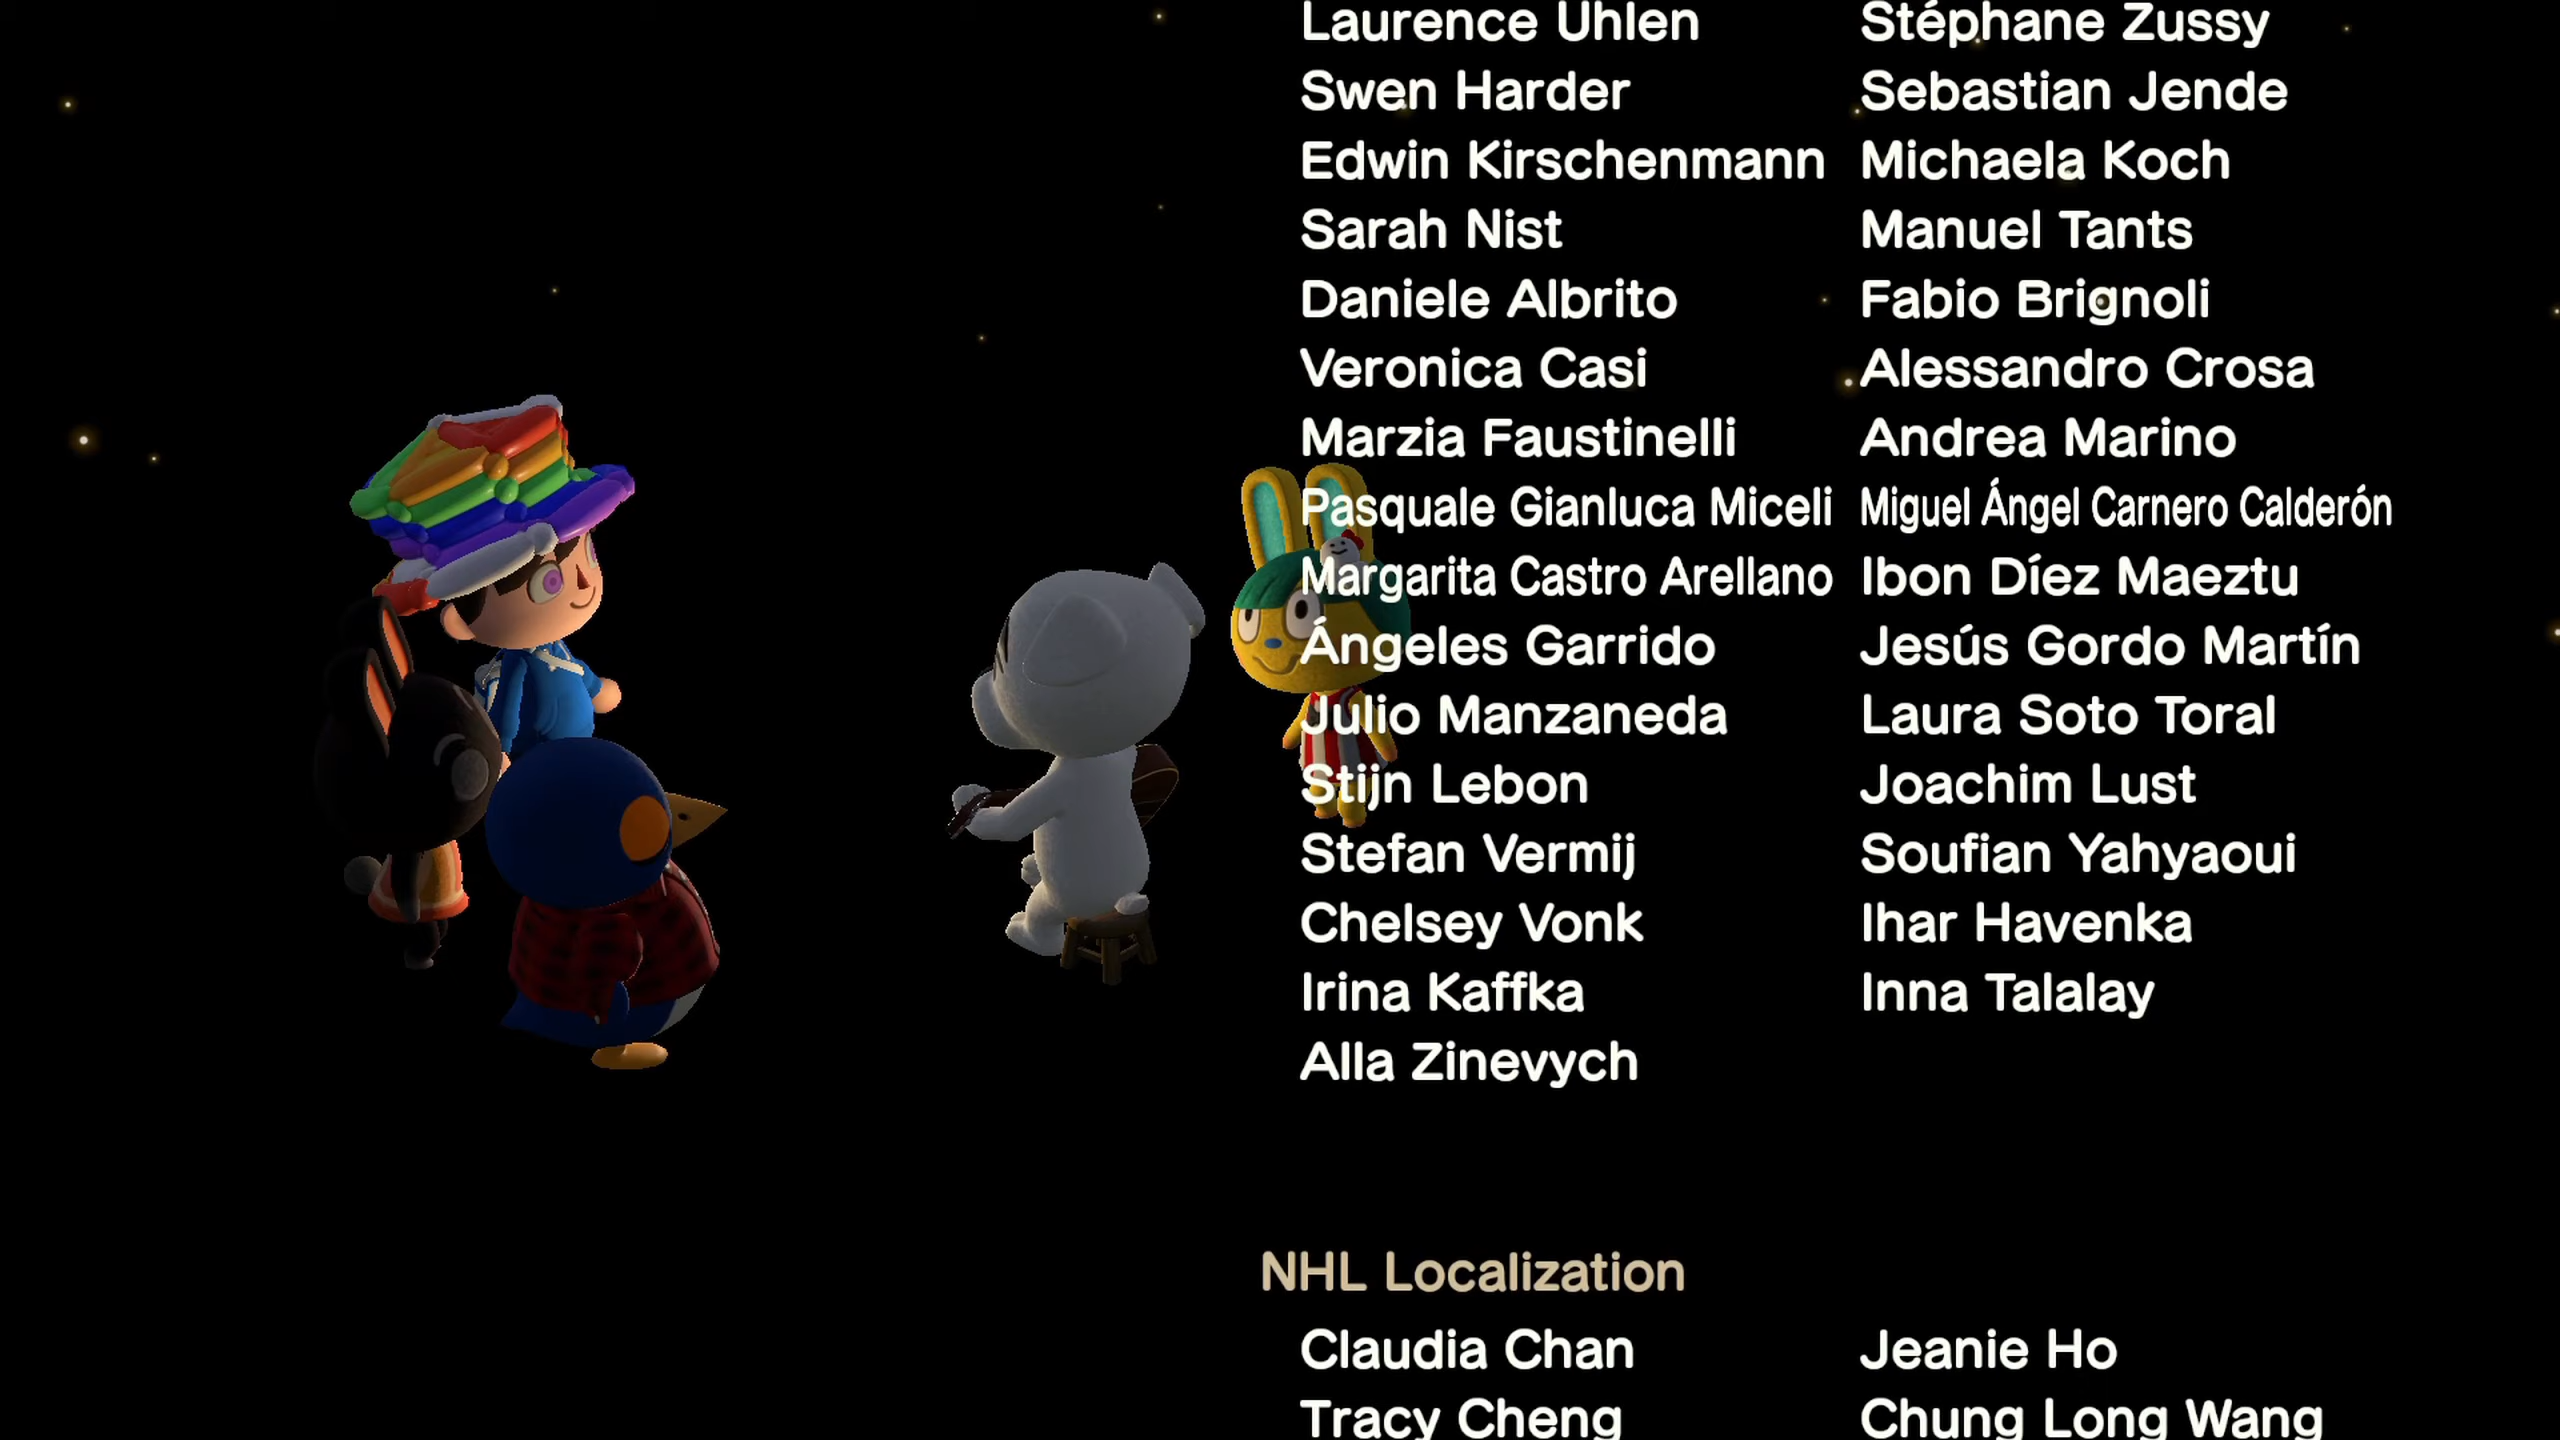 Laurence Uhlen Stéphane Zussy
Swen Harder Sebastian Jende
Edwin Kirschenmann Michaela Koch
Sarah Nist Manuel Tants
Daniele Albrito Fabio Brignoli
Veronica Casi Alessandro Crosa
Marzia Faustinelli Andrea Marino
Pasquale Gianluca Miceli Miguel Ángel Carnero Calderón
Margarita Castro Arellano Ibon Díez Maeztu
Ángeles Garrido Jesús Gordo Martín
Julio Manzaneda Laura Soto Toral
Stijn Lebon Joachim Lust
Stefan Vermij Soufian Yahyaoui
Chelsey Vonk Ihar Havenka
Irina Kaffka Inna Talalay
Alla Zinevych
NHL Localization
Claudia Chan Jeanie Ho
Tracy Cheng Chung Long Wang